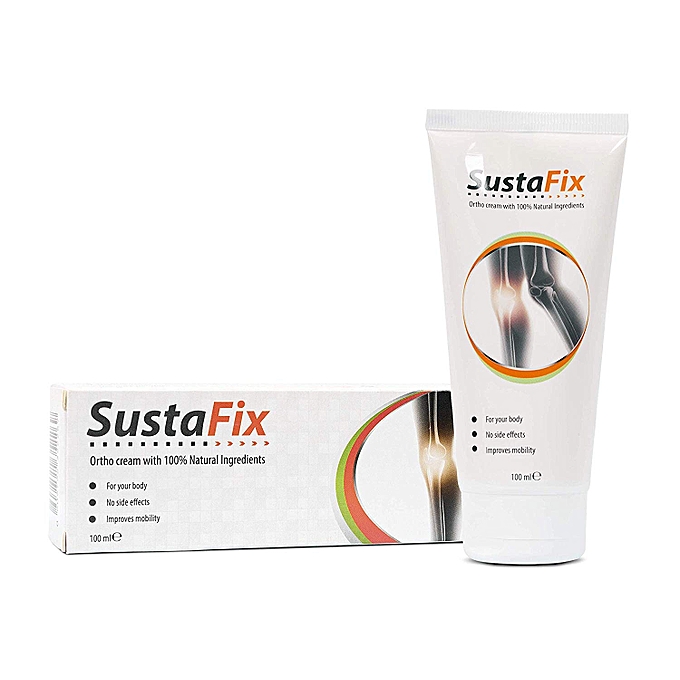 SustaFix
Ortho cream with 100% Natural Ingredients
For your body
No side effects
Improves mobility
100 ml℮
SustaFix
Ortho cream with 100% Natural Ingredients
For your body
No side effects
Improves mobility
100 ml℮